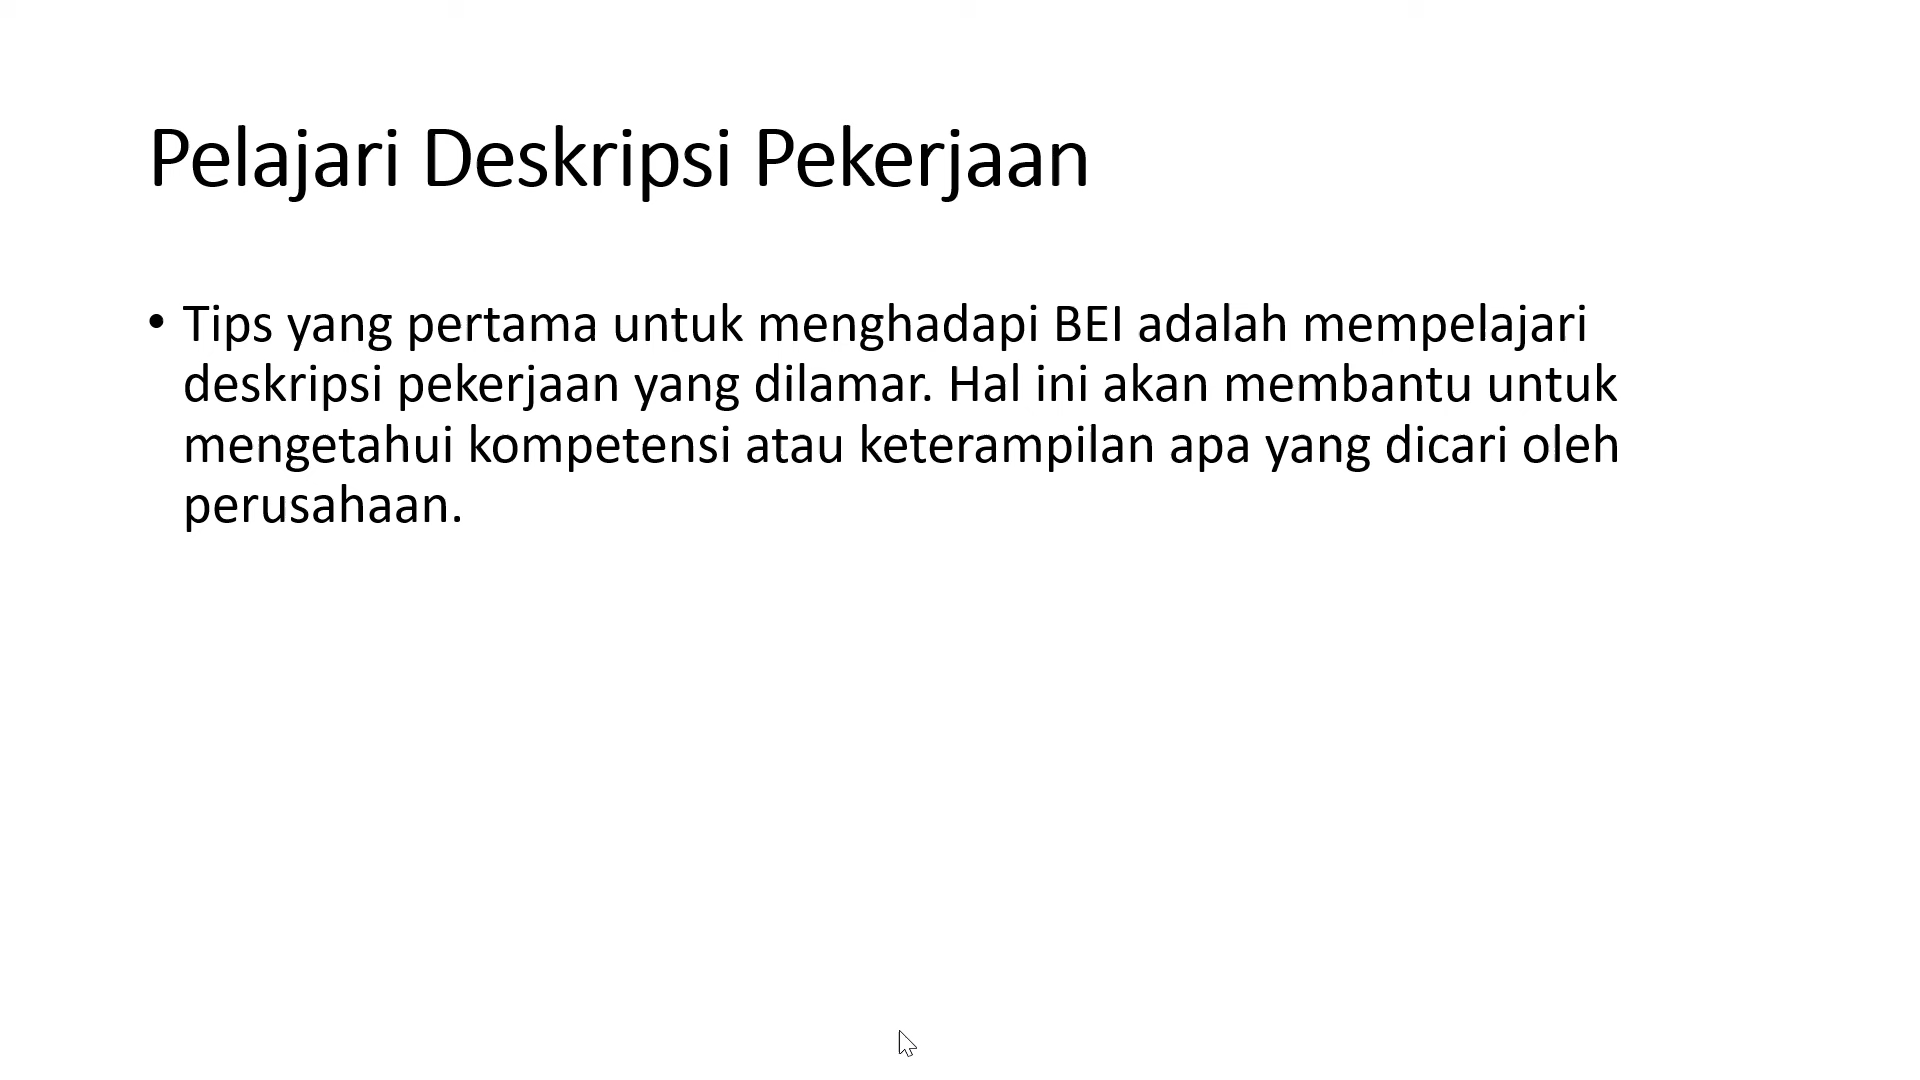 Pelajari Deskripsi Pekerjaan
• Tips yang pertama untuk menghadapi BEI adalah mempelajari
deskripsi pekerjaan yang dilamar. Hal ini akan membantu untuk
mengetahui kompetensi atau keterampilan apa yang dicari oleh
perusahaan.